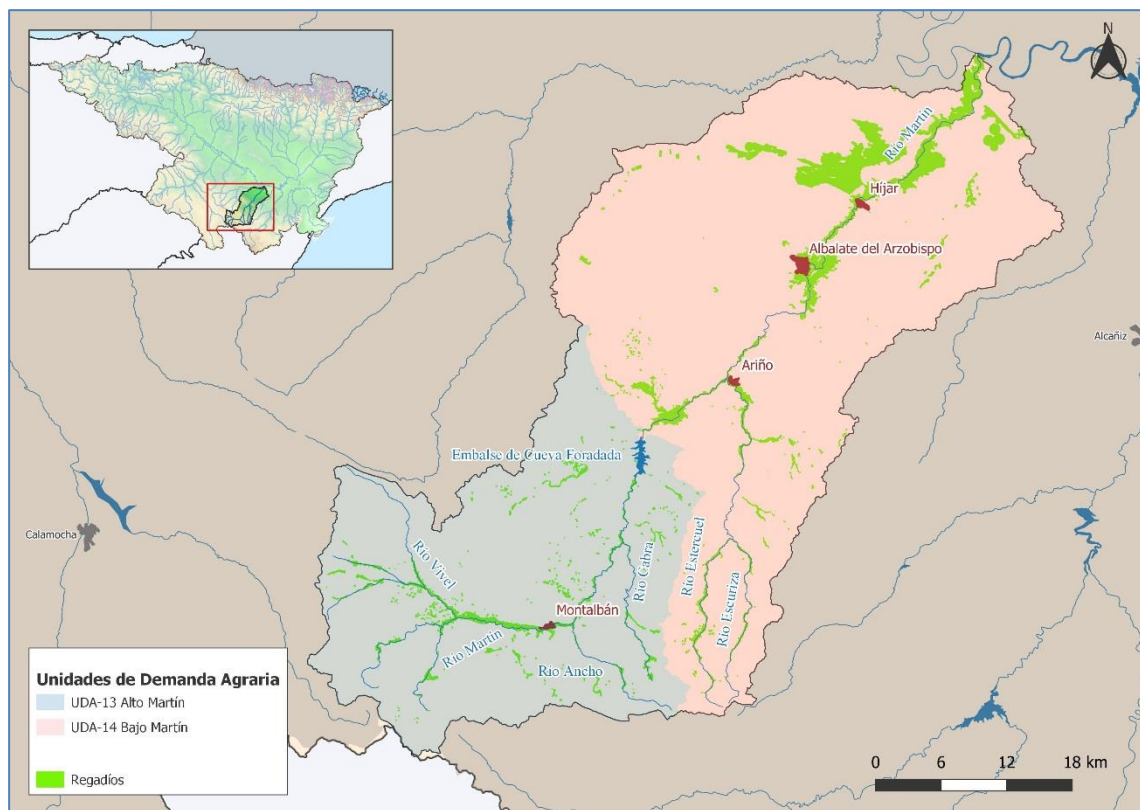 N
Río Martín
Híjar
Albalate del Arzobispo
Alcañiz
Ariño
Embalse de Cueva Foradada
Calamocha
Río Vivel
Río Cabra
Río Estercuel
Río Escuriza
Montalbán
Río Martín
Río Ancho
Unidades de Demanda Agraria
UDA-13 Alto Martín
UDA-14 Bajo Martín
Regadíos
0 6 12 18 km